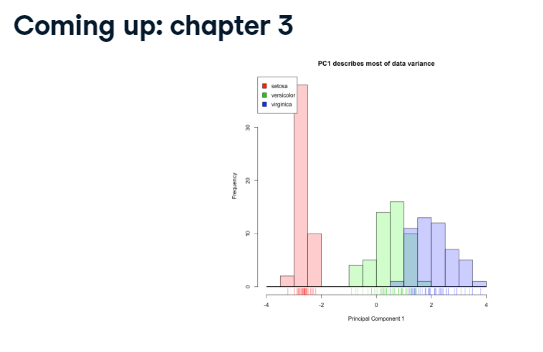 Coming up: chapter 3
PC1 describes most of data variance
setosa
versicolor
virginica
Frequency
30
20
10
0
-4
-2
0
2
4
Principal Component 1